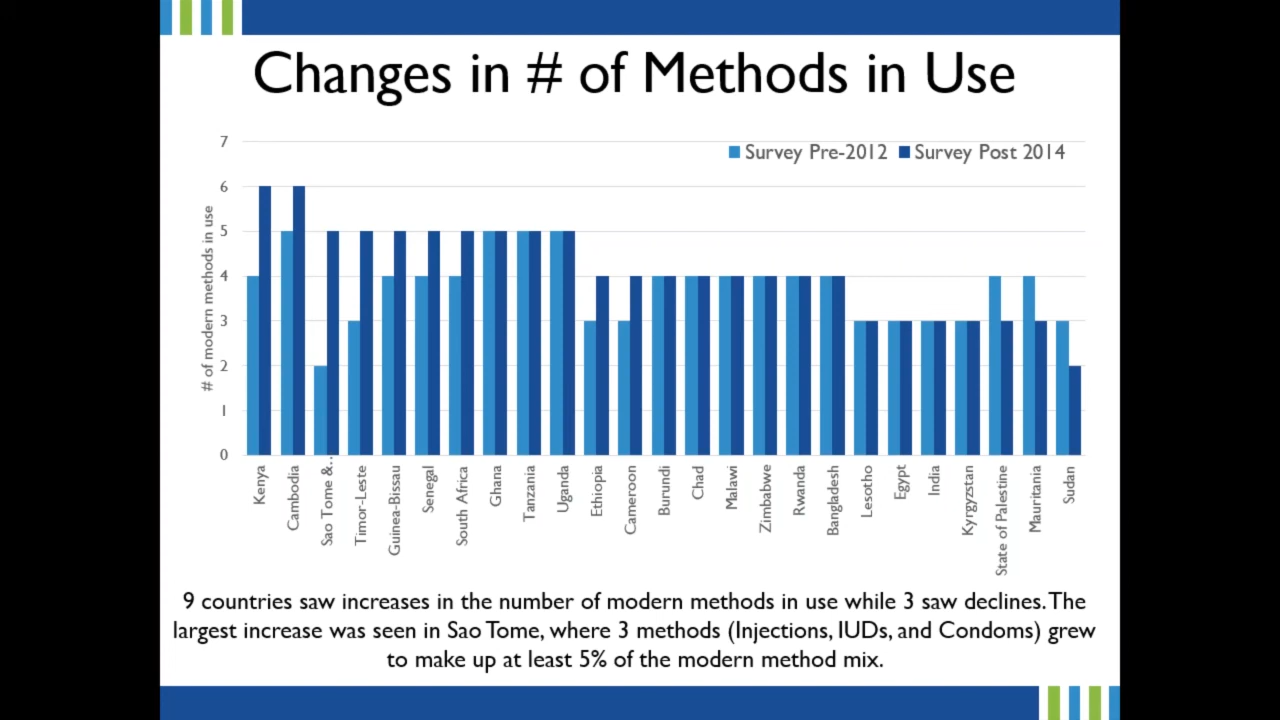 Changes in # of Methods in Use
Survey Pre-2012 Survey Post 2014
# of modern methods in use
7
6
5
4
3
2
1
0
Kenya
Cambodia
Sao Tome &..
Timor-Leste
Guinea-Bissau
Senegal
South Africa
Ghana
Tanzania
Uganda
Ethiopia
Cameroon
Burundi
Chad
Malawi
Zimbabwe
Rwanda
Bangladesh
Lesotho
Egypt
India
Kyrgyzstan
State of Palestine
Mauritania
Sudan
9 countries saw increases in the number of modern methods in use while 3 saw declines. The
largest increase was seen in Sao Tome, where 3 methods (Injections, IUDs, and Condoms) grew
to make up at least 5% of the modern method mix.